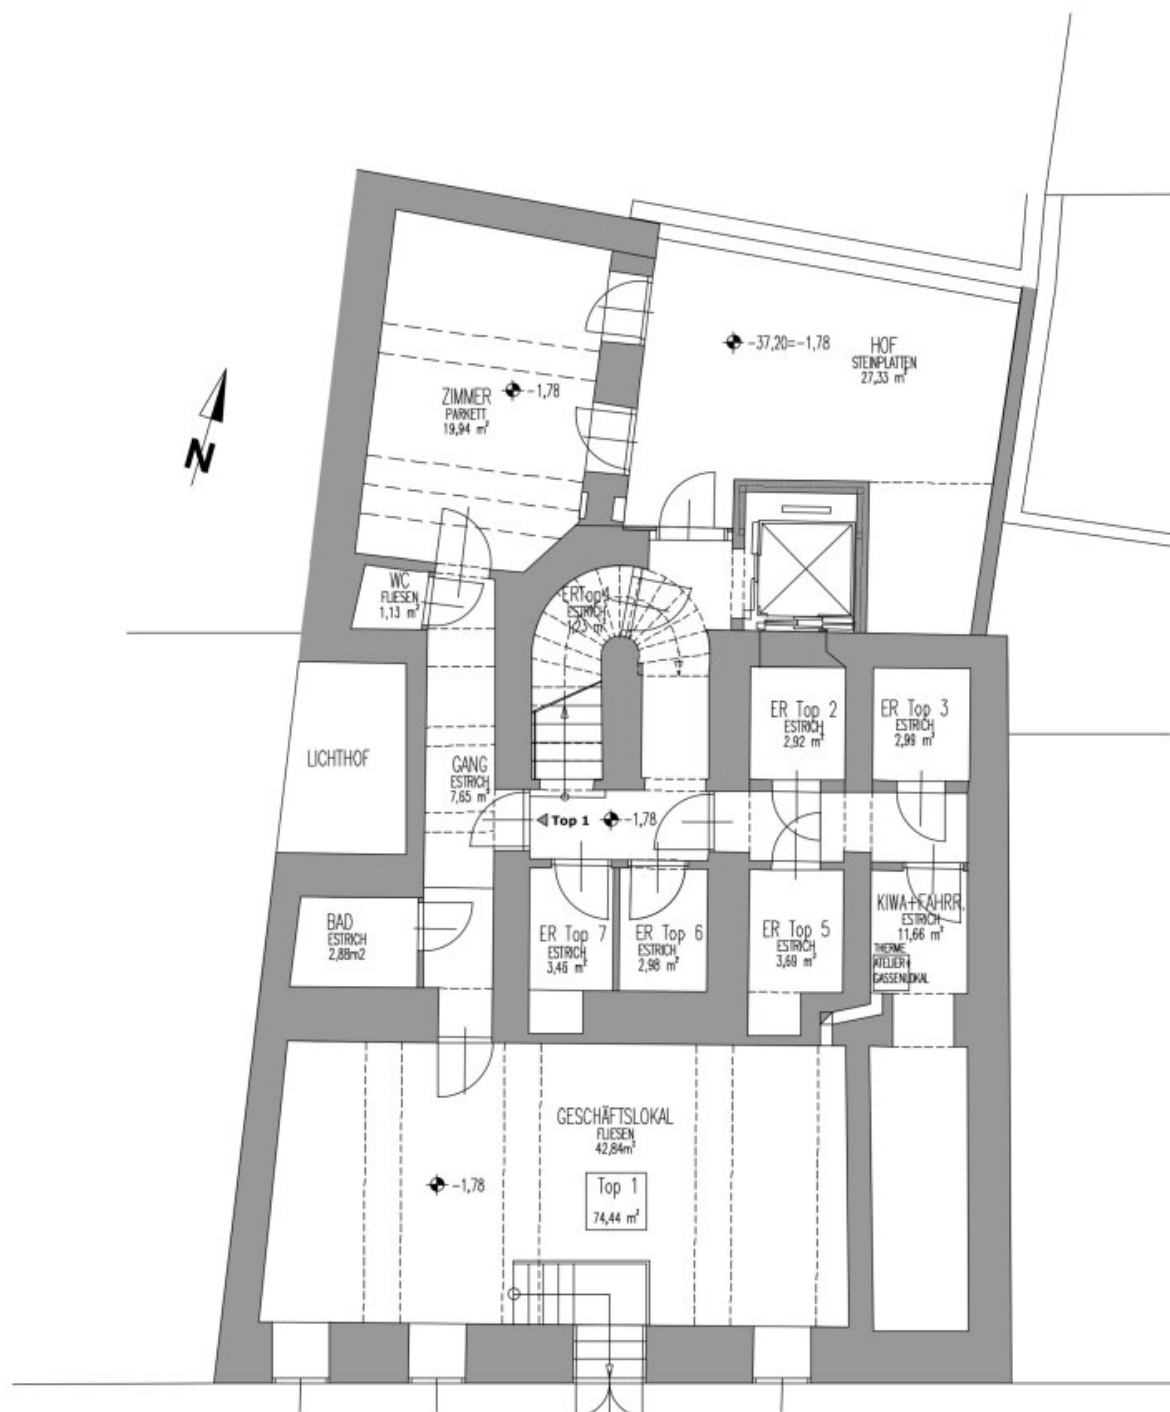 -37,20=-1,78
HOF
STEINPLATTEN
27,33 m²
ZIMMER
PARKETT
19,94 m²
-1,78
N
WC
FLIESEN
1,13 m²
ESTRICH
1,23 m²
LICHTHOF
GANG
ESTRICH
7,65 m²
ER Top 2
ESTRICH
2,92 m²
ER Top 3
ESTRICH
2,99 m²
Top 1
-1,78
BAD
ESTRICH
2,88m2
ER Top 7
ESTRICH
3,46 m²
ER Top 6
ESTRICH
2,98 m²
ER Top 5
ESTRICH
3,69 m²
KIWA+FAHRR.
ESTRICH
11,66 m²
THERME
ATELIER+
GASSENLOKAL
GESCHÄFTSLOKAL
FLIESEN
42,84m²
-1,78
Top 1
74,44 m²